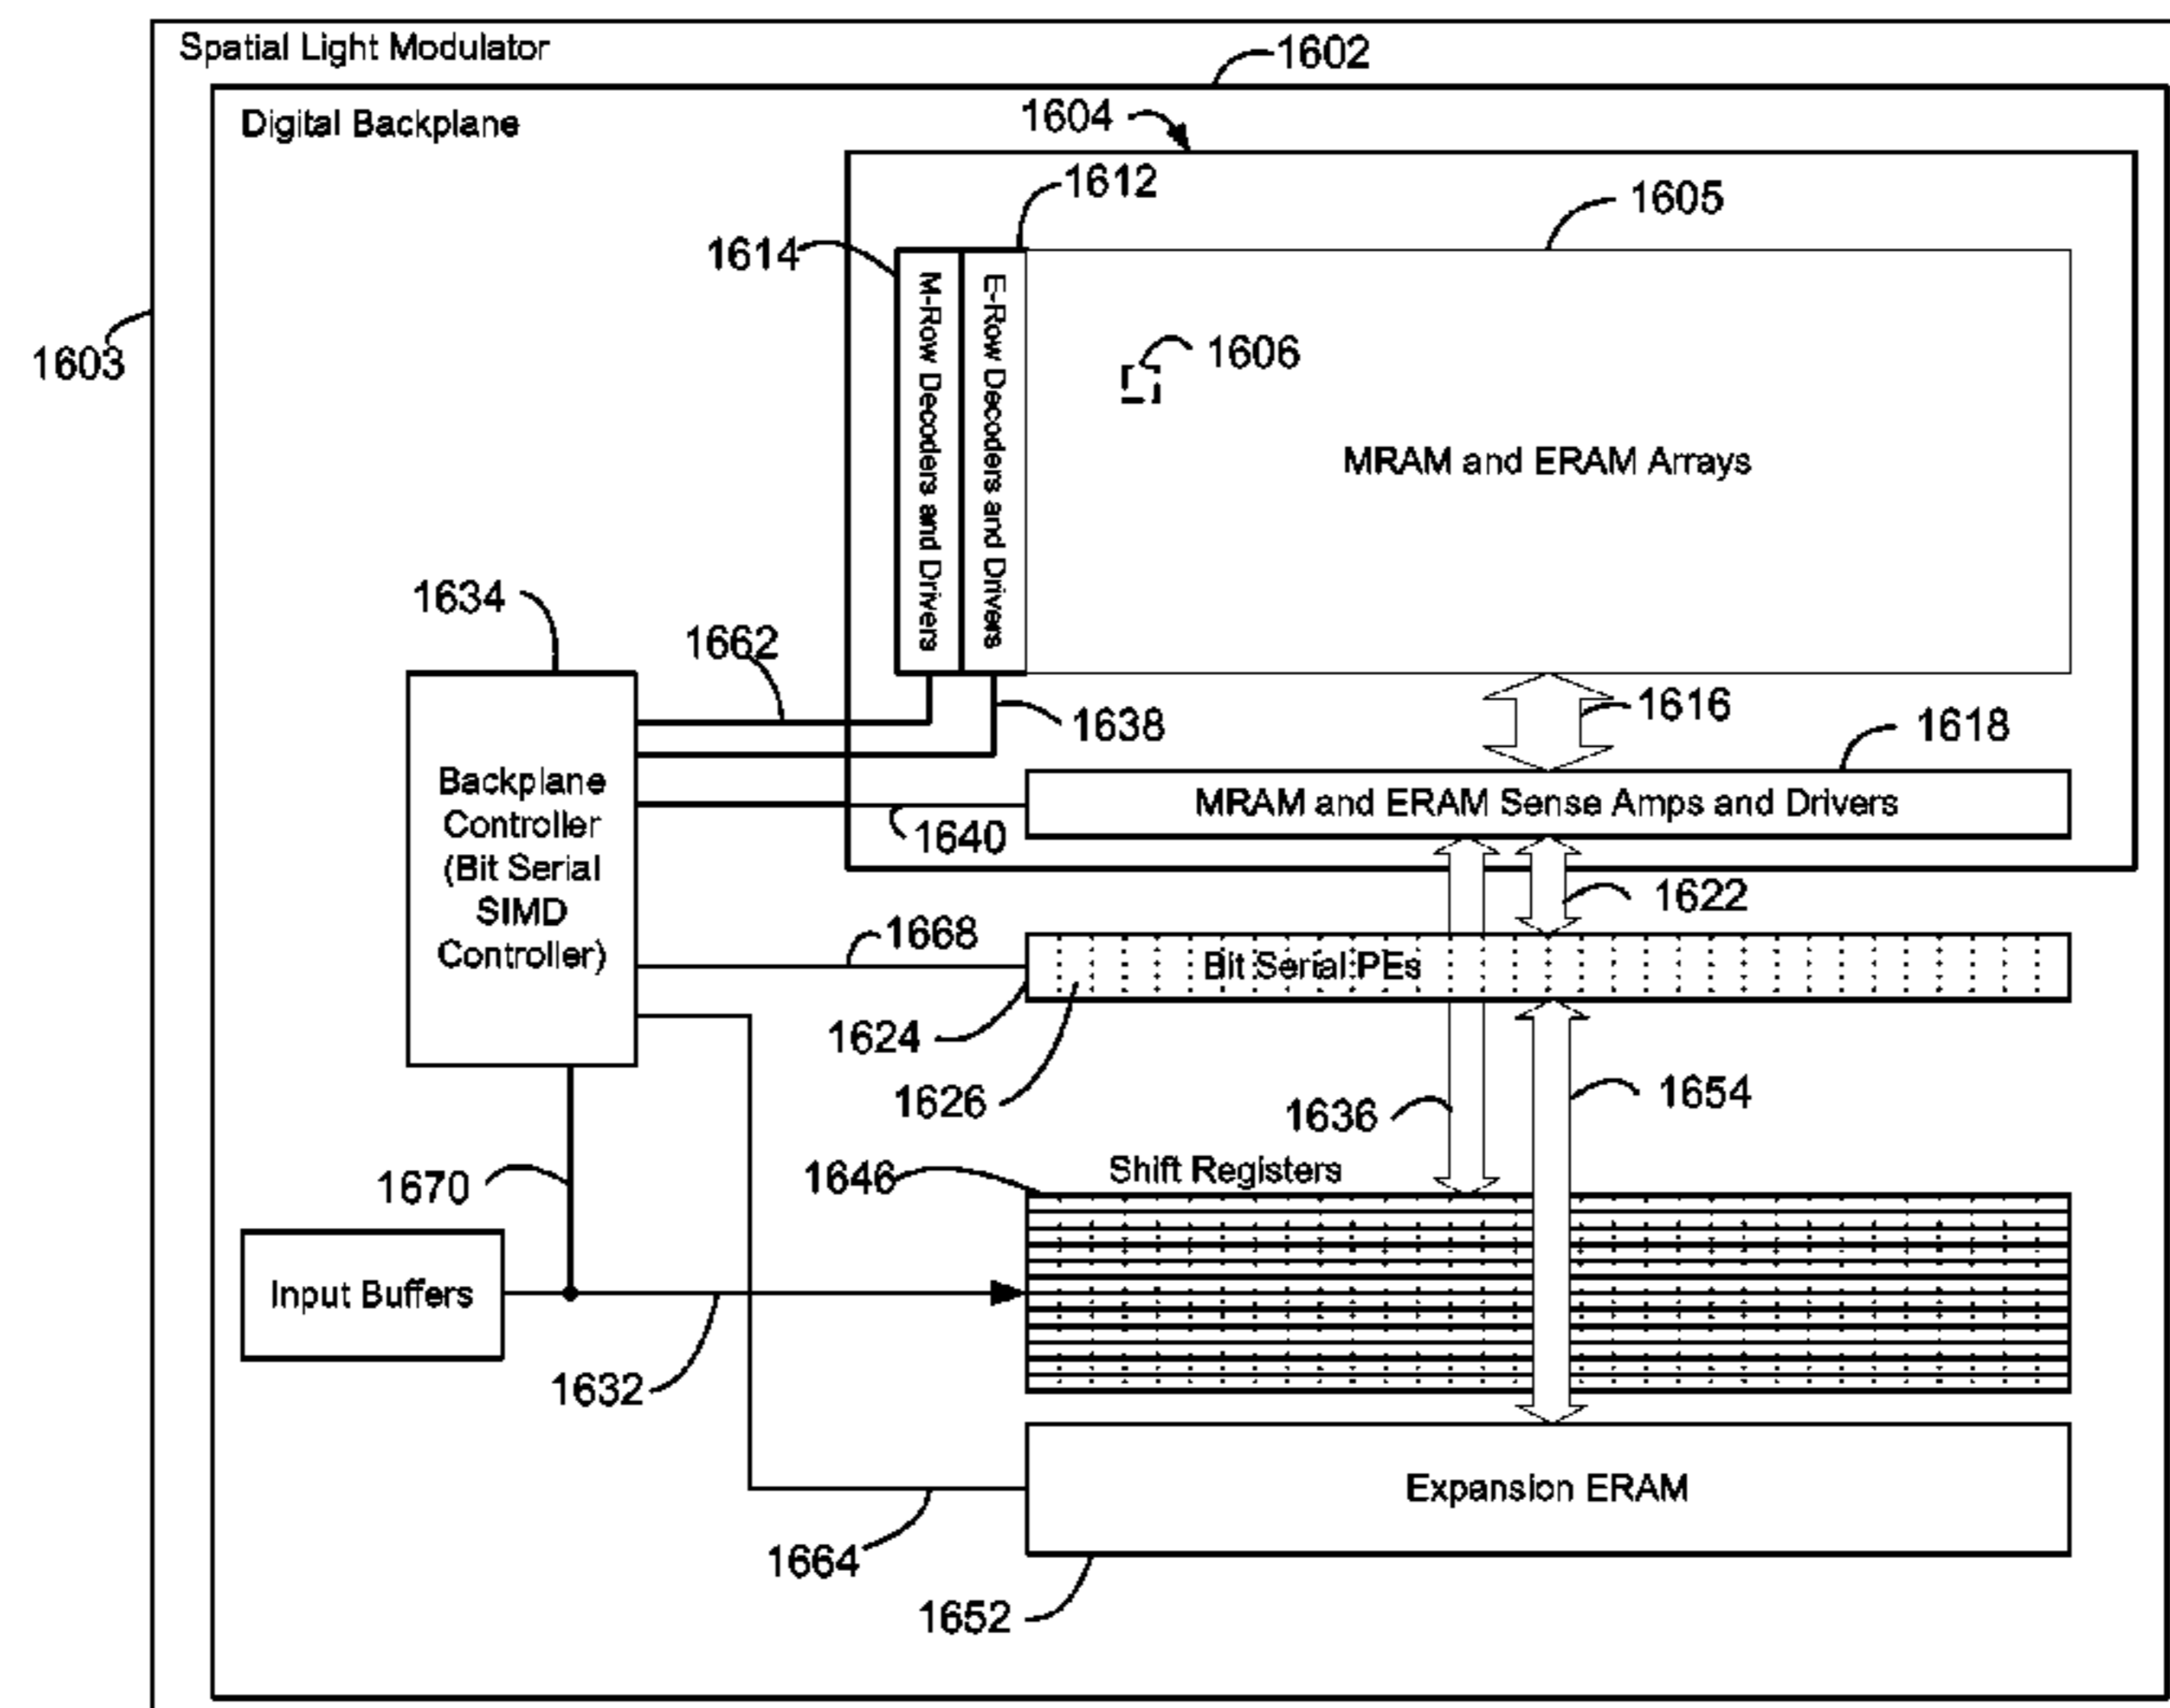 Spatial Light Modulator
1602
Digital Backplane
1604
1612
1605
1614
M-Row Decoders and Drivers
E-Row Decoders and Drivers
1603
1606
MRAM and ERAM Arrays
1634
1662
1638
1616
1618
Backplane
Controller
(Bit Serial
SIMD
Controller)
MRAM and ERAM Sense Amps and Drivers
1640
1622
1668
Bit Serial PEs
1624
1626
1636
1654
1670
1646
Shift Registers
Input Buffers
1632
Expansion ERAM
1664
1652